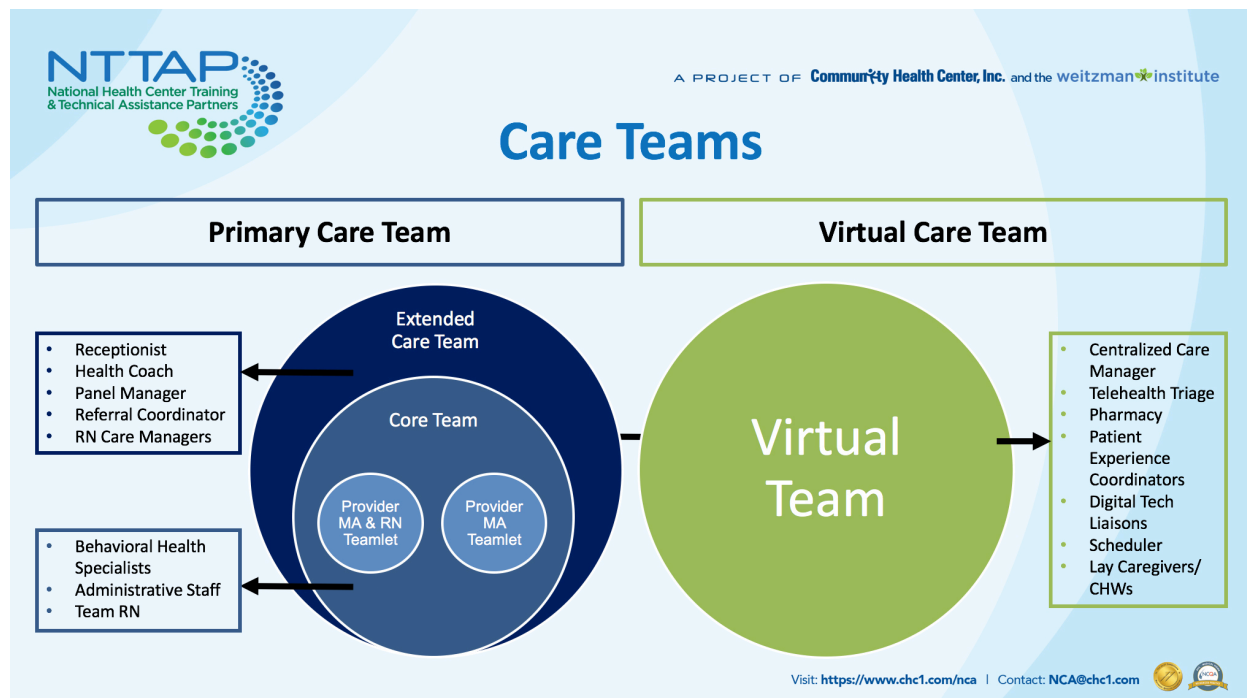 NTTAP
National Health Center Training
& Technical Assistance Partners
A PROJECT OF Community Health Center, Inc. and the weitzman institute
Care Teams
Primary Care Team
Virtual Care Team
Extended
Care Team
• Receptionist
• Health Coach
• Panel Manager
• Referral Coordinator
• RN Care Managers
Core Team
Provider
MA & RN
Teamlet
Provider
MA
Teamlet
• Behavioral Health
Specialists
• Administrative Staff
• Team RN
Virtual
Team
• Centralized Care
Manager
• Telehealth Triage
• Pharmacy
• Patient
Experience
Coordinators
• Digital Tech
Liaisons
• Scheduler
• Lay Caregivers/
CHWs
Visit: https://www.chc1.com/nca | Contact: NCA@chc1.com
NCQA